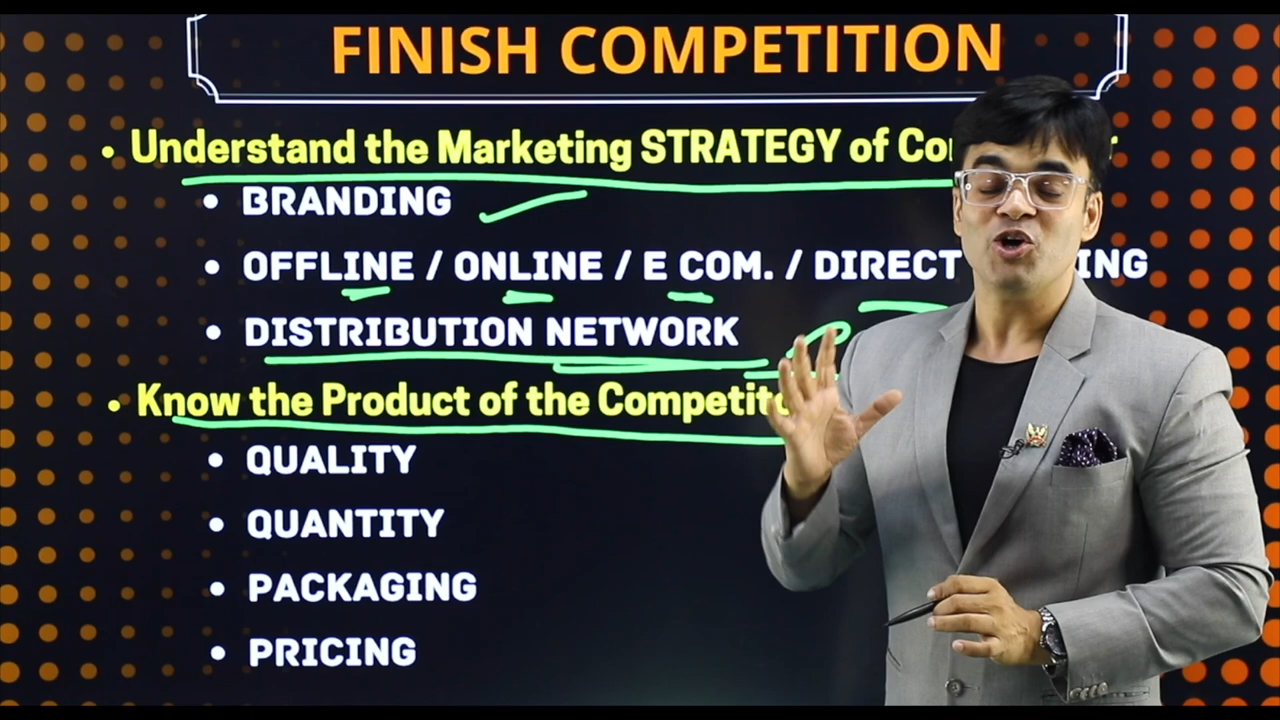 FINISH COMPETITION
• Understand the Marketing STRATEGY of
• BRANDING
• OFFLINE / ONLINE / E COM. / DIRECT
• DISTRIBUTION NETWORK
• Know the Product of the
• QUALITY
• QUANTITY
• PACKAGING
• PRICING